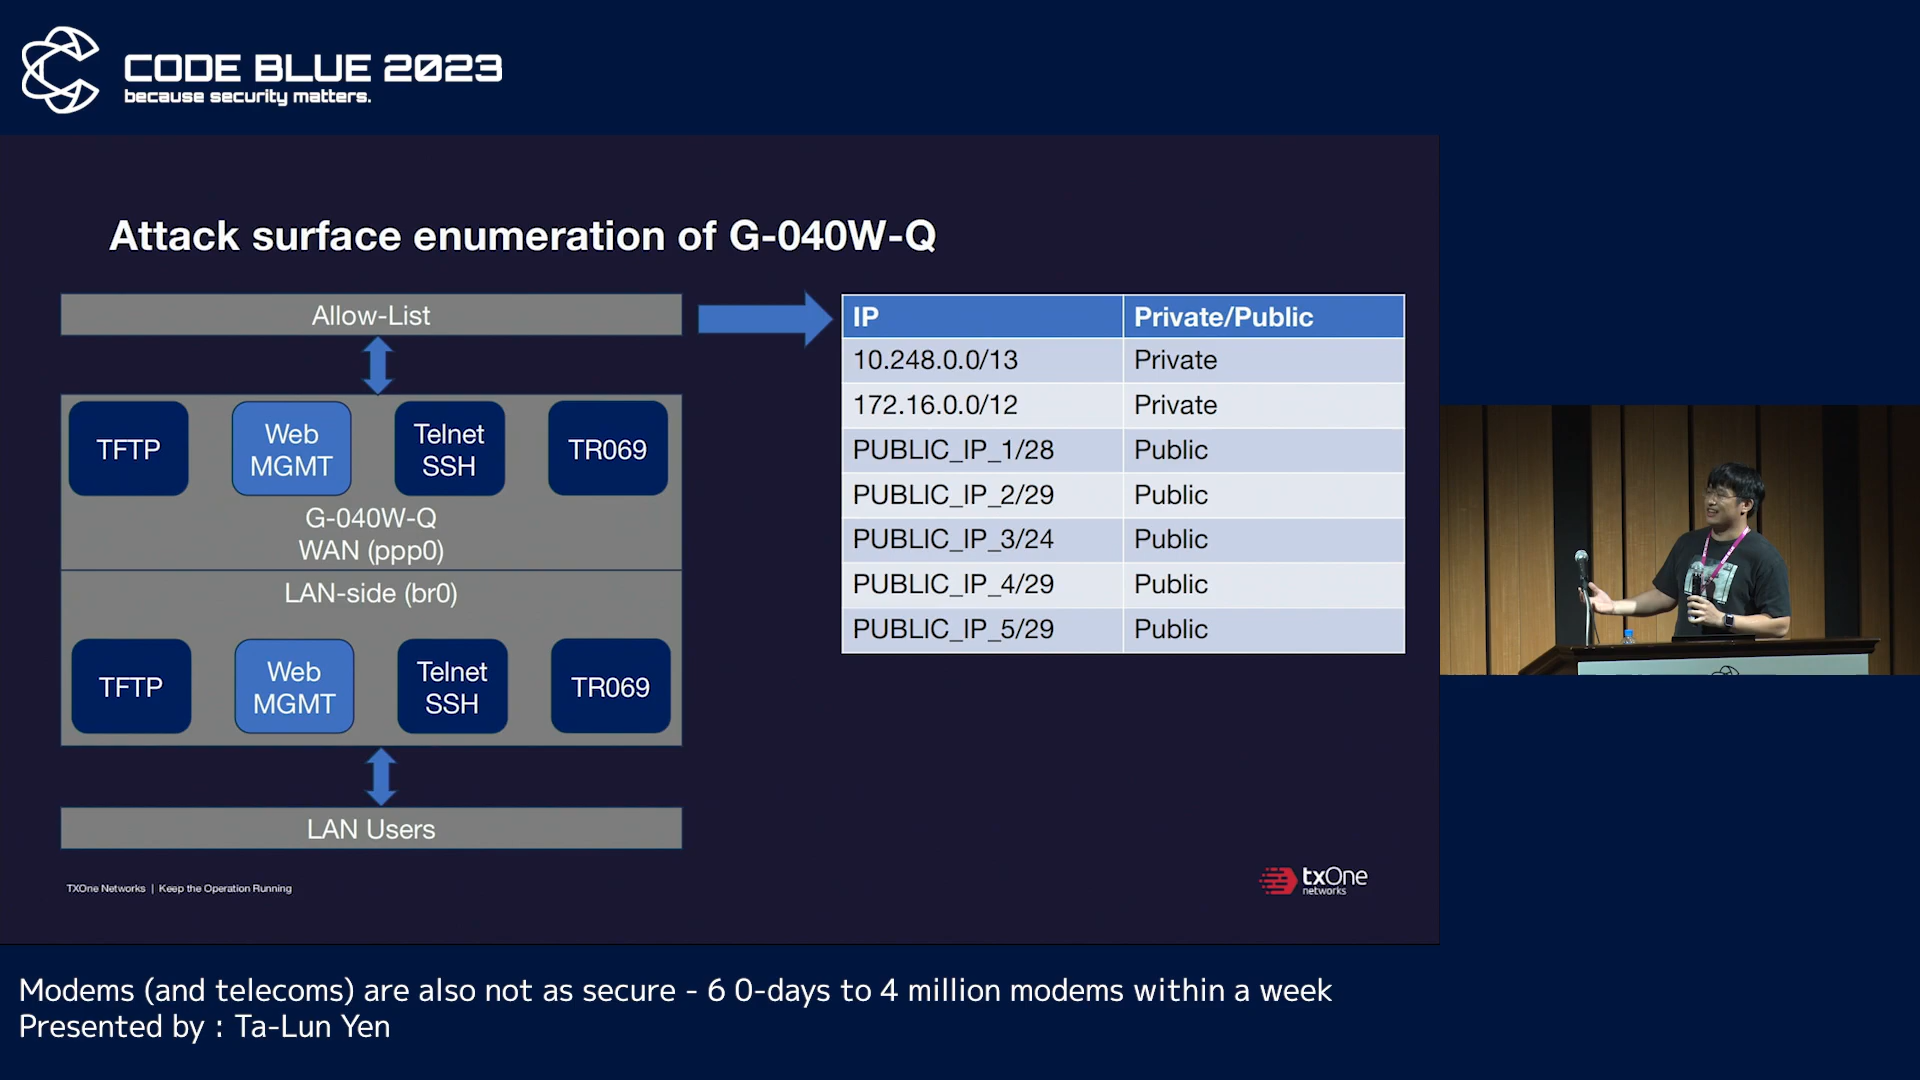 CODE BLUE 2023
because security matters.
Attack surface enumeration of G-040W-Q
Allow-List
TFTP
Web
MGMT
Telnet
SSH
TR069
G-040W-Q
WAN (ppp0)
LAN-side (br0)
TFTP
Web
MGMT
Telnet
SSH
TR069
LAN Users
IP Private/Public
10.248.0.0/13 Private
172.16.0.0/12 Private
PUBLIC_IP_1/28 Public
PUBLIC_IP_2/29 Public
PUBLIC_IP_3/24 Public
PUBLIC_IP_4/29 Public
PUBLIC_IP_5/29 Public
TXOne Networks | Keep the Operation Running
txOne
networks
Modems (and telecoms) are also not as secure - 6 0-days to 4 million modems within a week
Presented by : Ta-Lun Yen